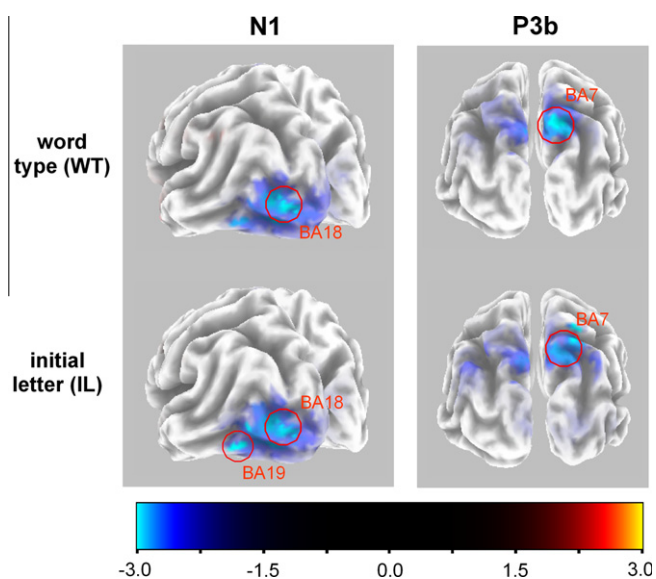 N1
P3b
word
type (WT)
BA18
BA7
initial
letter (IL)
BA18
BA19
BA7
-3.0
-1.5
0.0
1.5
3.0